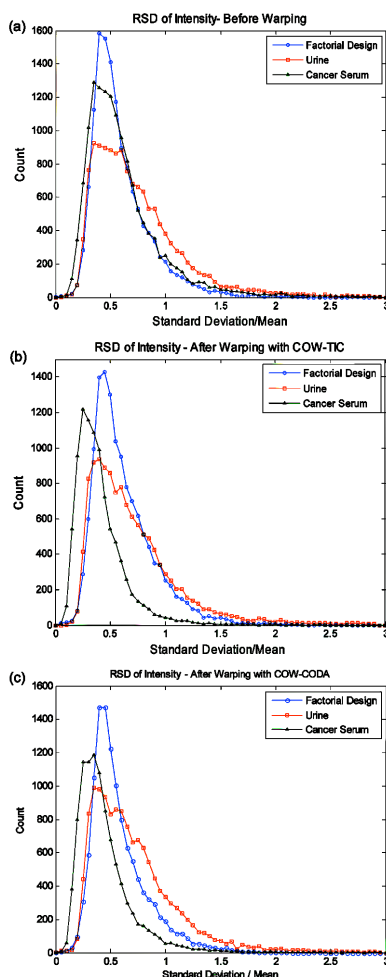 (a)
RSD of Intensity- Before Warping
1600
1400
1200
1000
800
600
400
200
0
Count
Factorial Design
Urine
Cancer Serum
0 0.5 1 1.5 2 2.5 3
Standard Deviation/Mean
(b)
RSD of Intensity - After Warping with COW-TIC
1400
1200
1000
800
600
400
200
0
Count
Factorial Design
Urine
Cancer Serum
0 0.5 1 1.5 2 2.5 3
Standard Deviation/Mean
(c)
RSD of Intensity - After Warping with COW-CODA
1600
1400
1200
1000
800
600
400
200
0
Count
Factorial Design
Urine
Cancer Serum
0 0.5 1 1.5 2 2.5 3
Standard Deviation / Mean